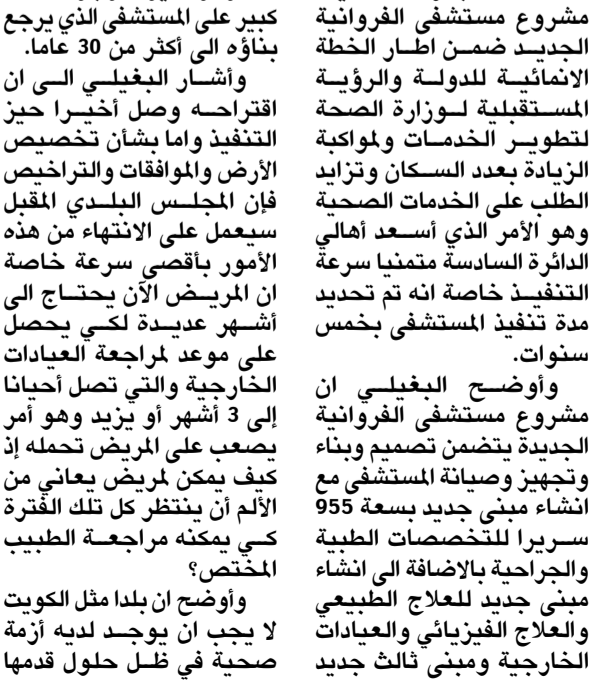 مشروع مستشفى الفروانية
الجديد ضمن اطار الخطة
الانمائية للدولة والرؤية
المستقبلية لوزارة الصحة
لتطوير الخدمات ولمواكبة
الزيادة بعدد السكان وتزايد
الطلب على الخدمات الصحية
وهو الأمر الذي أسعد أهالي
الدائرة السادسة متمنيا سرعة
التنفيذ خاصة انه تم تحديد
مدة تنفيذ المستشفى بخمس
سنوات.
وأوضح البغيلي ان
مشروع مستشفى الفروانية
الجديدة يتضمن تصميم وبناء
وتجهيز وصيانة المستشفى مع
انشاء مبنى جديد بسعة 955
سريرا للتخصصات الطبية
والجراحية بالاضافة الى انشاء
مبنى جديد للعلاج الطبيعي
والعلاج الفيزيائي والعيادات
الخارجية ومبنى ثالث جديد
كبير على المستشفى الذي يرجع
بناؤه الى أكثر من 30 عاما.
وأشار البغيلي الى ان
اقتراحه وصل أخيرا حيز
التنفيذ واما بشأن تخصيص
الأرض والموافقات والتراخيص
فإن المجلس البلدي المقبل
سيعمل على الانتهاء من هذه
الأمور بأقصى سرعة خاصة
ان المريض الآن يحتاج الى
أشهر عديدة لكي يحصل
على موعد لمراجعة العيادات
الخارجية والتي تصل أحيانا
إلى 3 أشهر أو يزيد وهو أمر
يصعب على المريض تحمله إذ
كيف يمكن لمريض يعاني من
الألم أن ينتظر كل تلك الفترة
كي يمكنه مراجعة الطبيب
المختص؟
وأوضح ان بلدا مثل الكويت
لا يجب ان يوجد لديه أزمة
صحية في ظل حلول قدمها